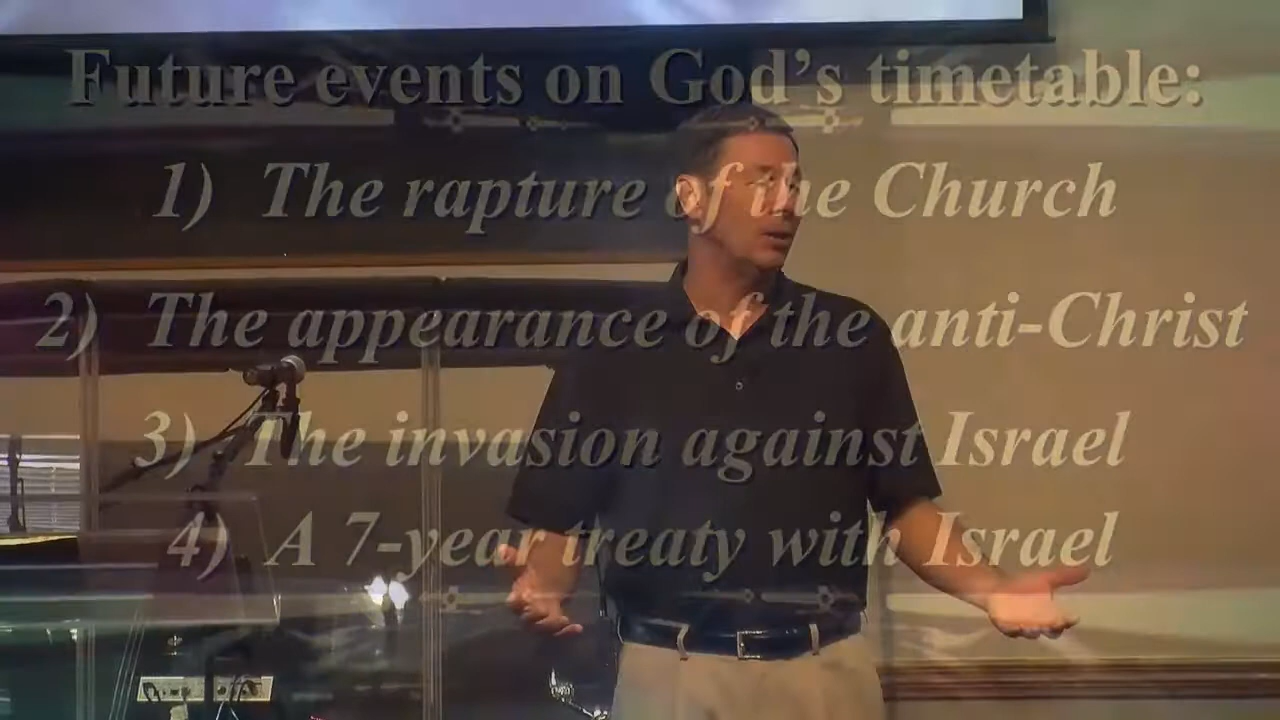 Future events on God's timetable:
1) The rapture of the Church
2) The appearance of the anti-Christ
3) The invasion against Israel
4) A 7-year treaty with Israel